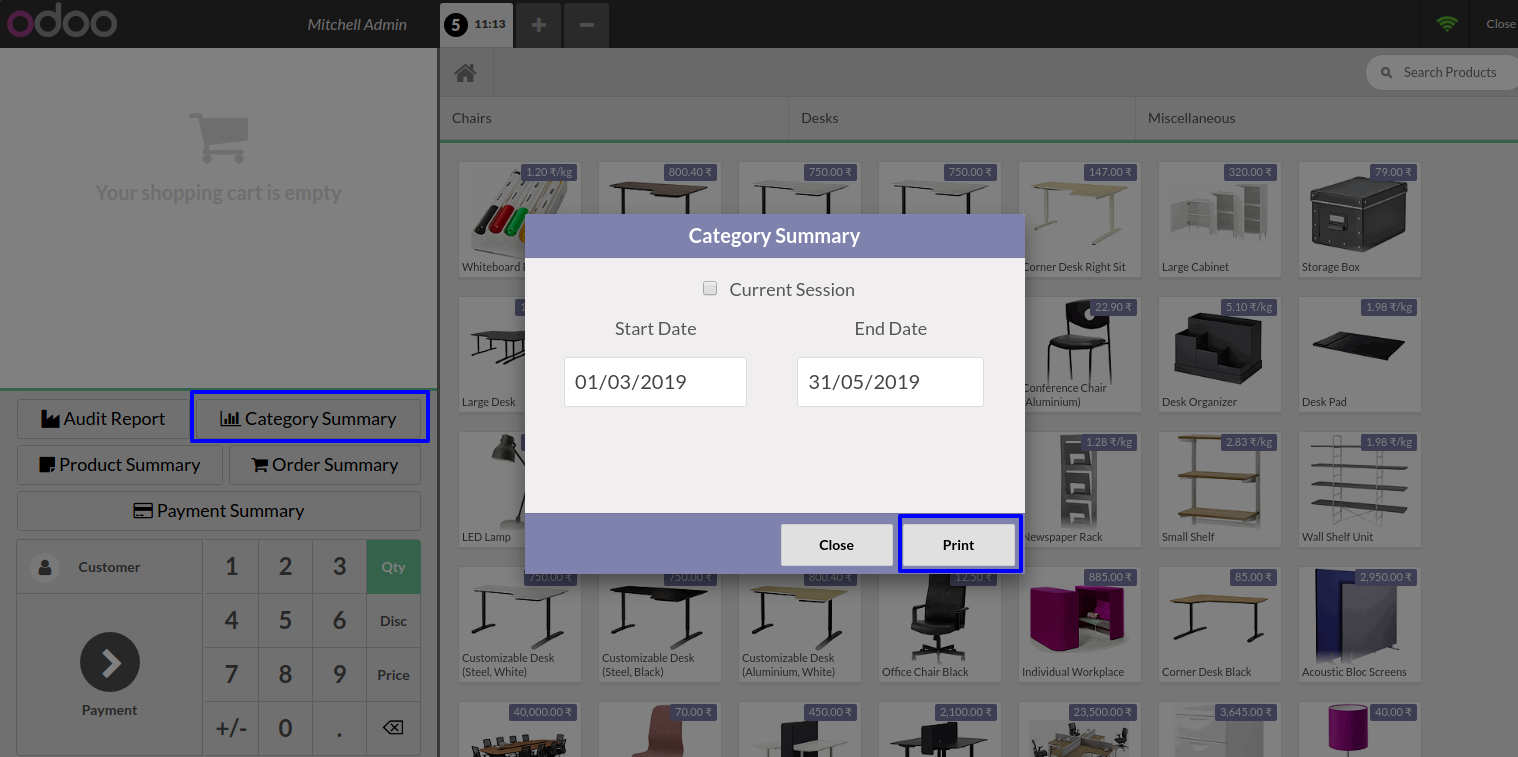 odoo
Mitchell Admin
5 11:13
+
−
Close
Search Products
Chairs
Desks
Miscellaneous
Your shopping cart is empty
1.20 ₹/kg
800.40 ₹
750.00 ₹
750.00 ₹
147.00 ₹
320.00 ₹
79.00 ₹
Whiteboard
Corner Desk Right Sit
Large Cabinet
Storage Box
22.90 ₹
5.10 ₹/kg
1.98 ₹/kg
Large Desk
Conference Chair
(Aluminium)
Desk Organizer
Desk Pad
Category Summary
Current Session
Start Date
End Date
01/03/2019
31/05/2019
Close
Print
Audit Report
Category Summary
Product Summary
Order Summary
Payment Summary
1.28 ₹/kg
2.83 ₹/kg
1.98 ₹/kg
LED Lamp
Newspaper Rack
Small Shelf
Wall Shelf Unit
Customer
1
2
3
Qty
4
5
6
Disc
7
8
9
Price
+/-
0
.
Payment
750.00 ₹
750.00 ₹
800.40 ₹
12.50 ₹
885.00 ₹
85.00 ₹
2,950.00 ₹
Customizable Desk
(Steel, White)
Customizable Desk
(Steel, Black)
Customizable Desk
(Aluminium, White)
Office Chair Black
Individual Workplace
Corner Desk Black
Acoustic Bloc Screens
40,000.00 ₹
70.00 ₹
450.00 ₹
2,100.00 ₹
23,500.00 ₹
3,645.00 ₹
40.00 ₹